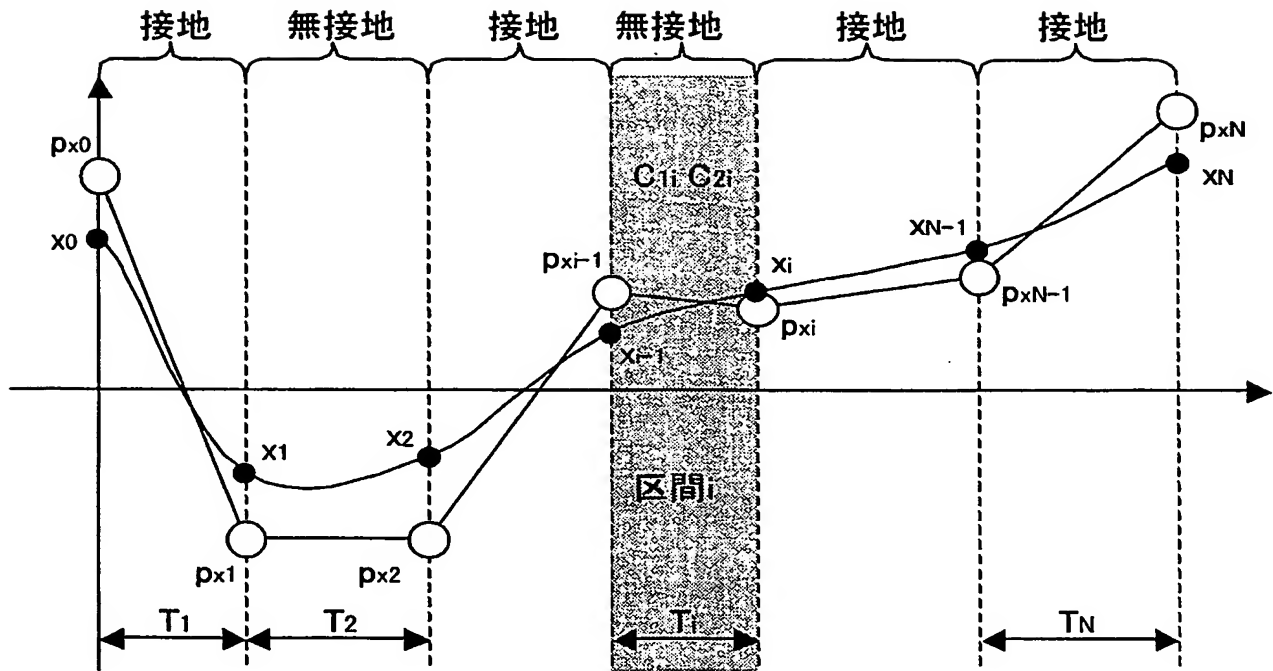 接地 無接地 接地 無接地 接地 接地
px0
pxN
C1i C2i
xN
x0
xN-1
pxi-1
xi
pxN-1
pxi
xi-1
x1
x2
区間i
px1
px2
T1
T2
Ti
TN